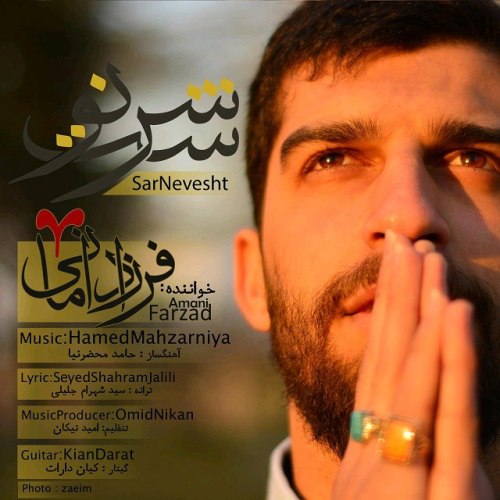 سرنوشت
SarNevesht
فرزاد امانی
خواننده:
Amani
Farzad
Music:HamedMahzarniya
آهنگساز : حامد محضرنیا
Lyric:SeyedShahramJalili
ترانه : سید شهرام جلیلی
MusicProducer:OmidNikan
تنظیم: امید نیکان
Guitar:KianDarat
گیتار : کیان دارات
Photo : zaeim